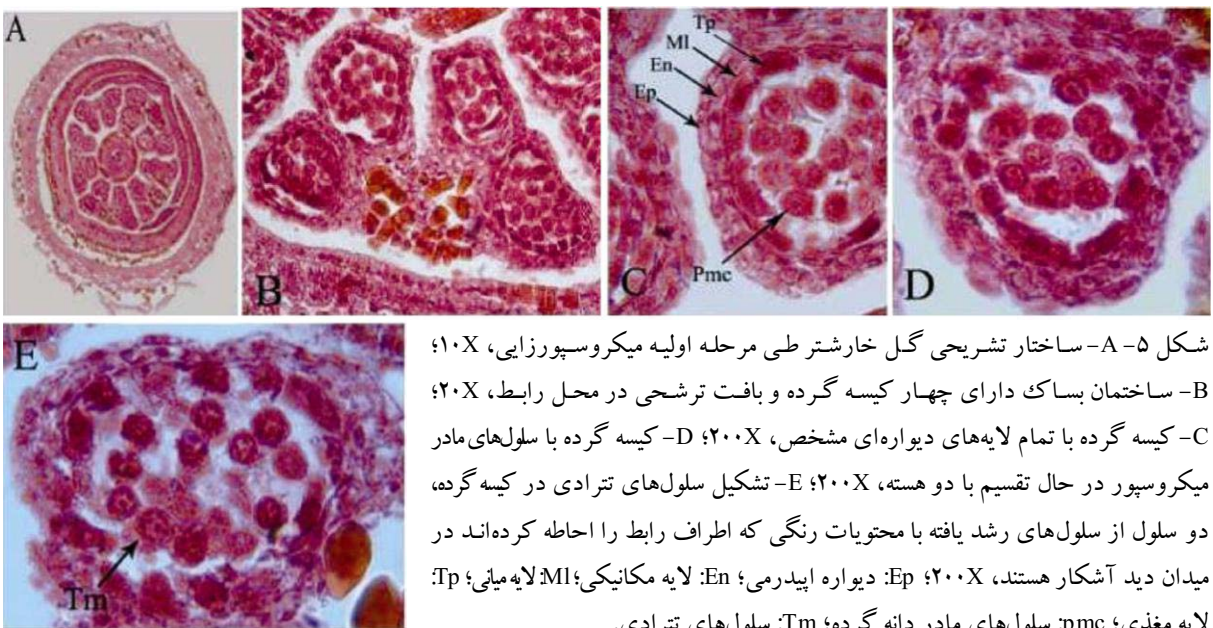 A
B
Tp
Ml
En
Ep
Pmc
C
D
E
Tm
شکل ۵- A- ساختار تشریحی گل خارشتر طی مرحله اولیه میکروسپورزایی، ۱۰X؛
B- ساختمان بساک دارای چهار کیسه گرده و بافت ترشحی در محل رابط، ۲۰X؛
C- کیسه گرده با تمام لایه‌های دیواره‌ای مشخص، ۲۰۰X؛ D- کیسه گرده با سلول‌های مادر
میکروسپور در حال تقسیم با دو هسته، ۲۰۰X؛ E- تشکیل سلول‌های تترادی در کیسه گرده،
دو سلول از سلول‌های رشد یافته با محتویات رنگی که اطراف رابط را احاطه کرده‌اند در
میدان دید آشکار هستند، ۲۰۰X؛ Ep: دیواره اپیدرمی؛ En: لایه مکانیکی؛ Ml: لایه میانی؛ Tp:
لایه مغذی؛ pmc: سلول‌های مادر دانه گرده؛ Tm: سلول‌های تترادی.